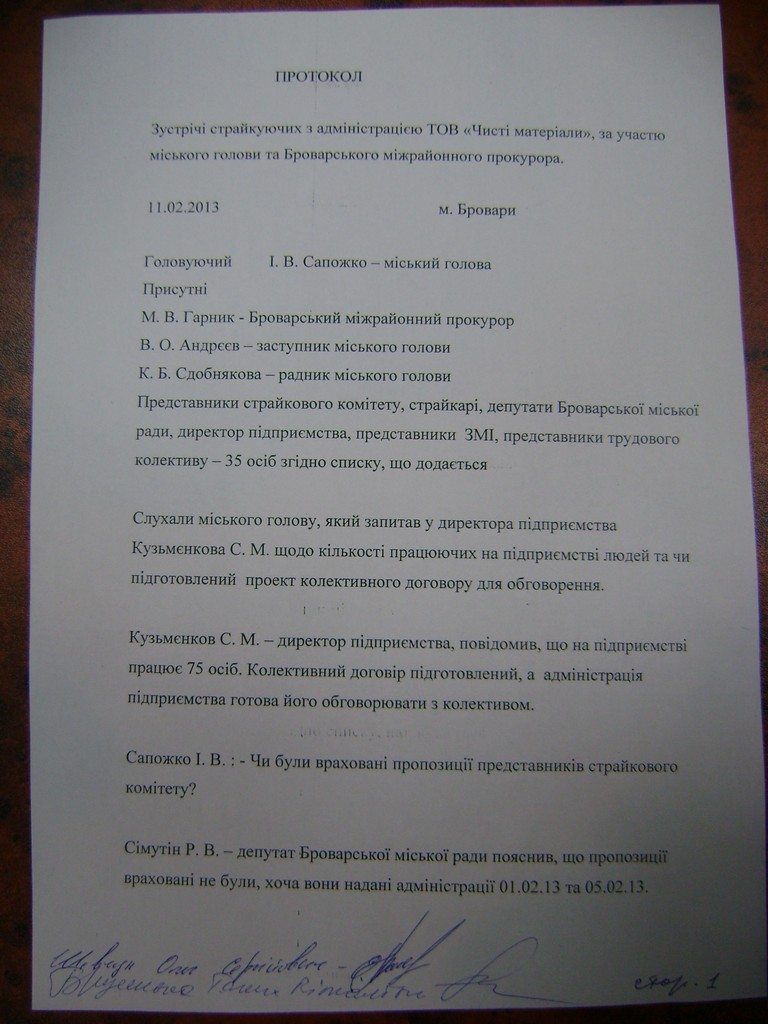 ПРОТОКОЛ
Зустрічі страйкуючих з адміністрацією ТОВ «Чисті матеріали», за участю
міського голови та Броварського міжрайонного прокурора.
11.02.2013 м. Бровари
Головуючий І. В. Сапожко – міський голова
Присутні
М. В. Гарник - Броварський міжрайонний прокурор
В. О. Андрєєв – заступник міського голови
К. Б. Сдобнякова – радник міського голови
Представники страйкового комітету, страйкарі, депутати Броварської міської
ради, директор підприємства, представники ЗМІ, представники трудового
колективу – 35 осіб згідно списку, що додається
Слухали міського голову, який запитав у директора підприємства
Кузьмєнкова С. М. щодо кількості працюючих на підприємстві людей та чи
підготовлений проект колективного договору для обговорення.
Кузьмєнков С. М. – директор підприємства, повідомив, що на підприємстві
працює 75 осіб. Колективний договір підготовлений, а адміністрація
підприємства готова його обговорювати з колективом.
Сапожко І. В. : - Чи були враховані пропозиції представників страйкового
комітету?
Сімутін Р. В. – депутат Броварської міської ради пояснив, що пропозиції
враховані не були, хоча вони надані адміністрації 01.02.13 та 05.02.13.
стор. 1